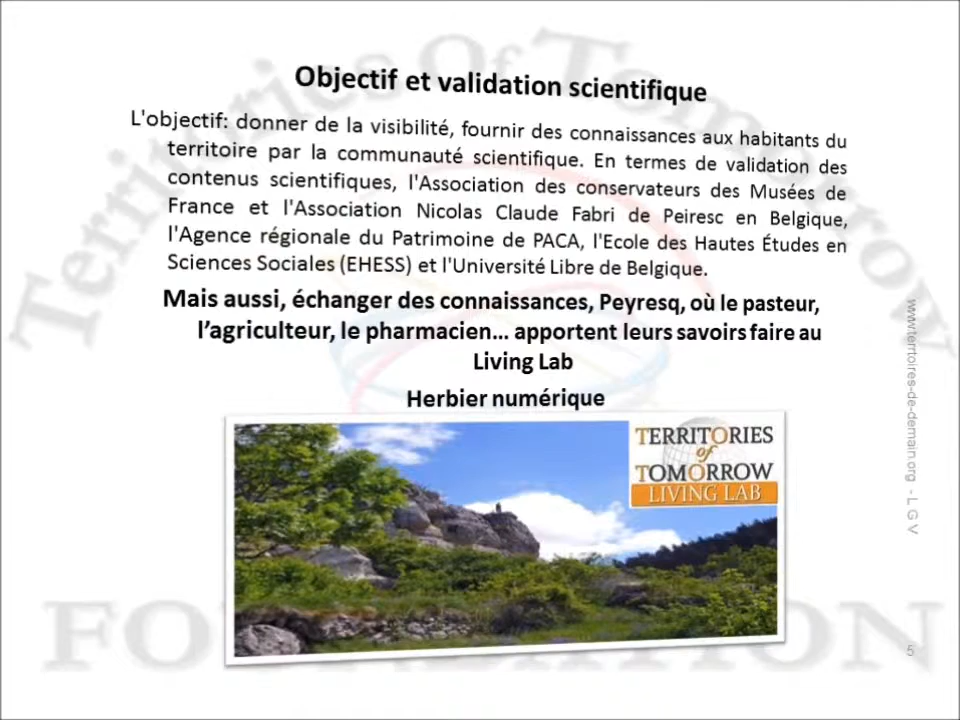 Territories Of Tomorrow
Objectif et validation scientifique
L'objectif: donner de la visibilité, fournir des connaissances aux habitants du
territoire par la communauté scientifique. En termes de validation des
contenus scientifiques, l'Association des conservateurs des Musées de
France et l'Association Nicolas Claude Fabri de Peiresc en Belgique,
l'Agence régionale du Patrimoine de PACA, l'Ecole des Hautes Études en
Sciences Sociales (EHESS) et l'Université Libre de Belgique.
Mais aussi, échanger des connaissances, Peyresq, où le pasteur,
l'agriculteur, le pharmacien... apportent leurs savoirs faire au
Living Lab
Herbier numérique
TERRITORIES
of
TOMORROW
LIVING LAB
www.territoires-de-demain.org - L G V
5
FOUNDATION